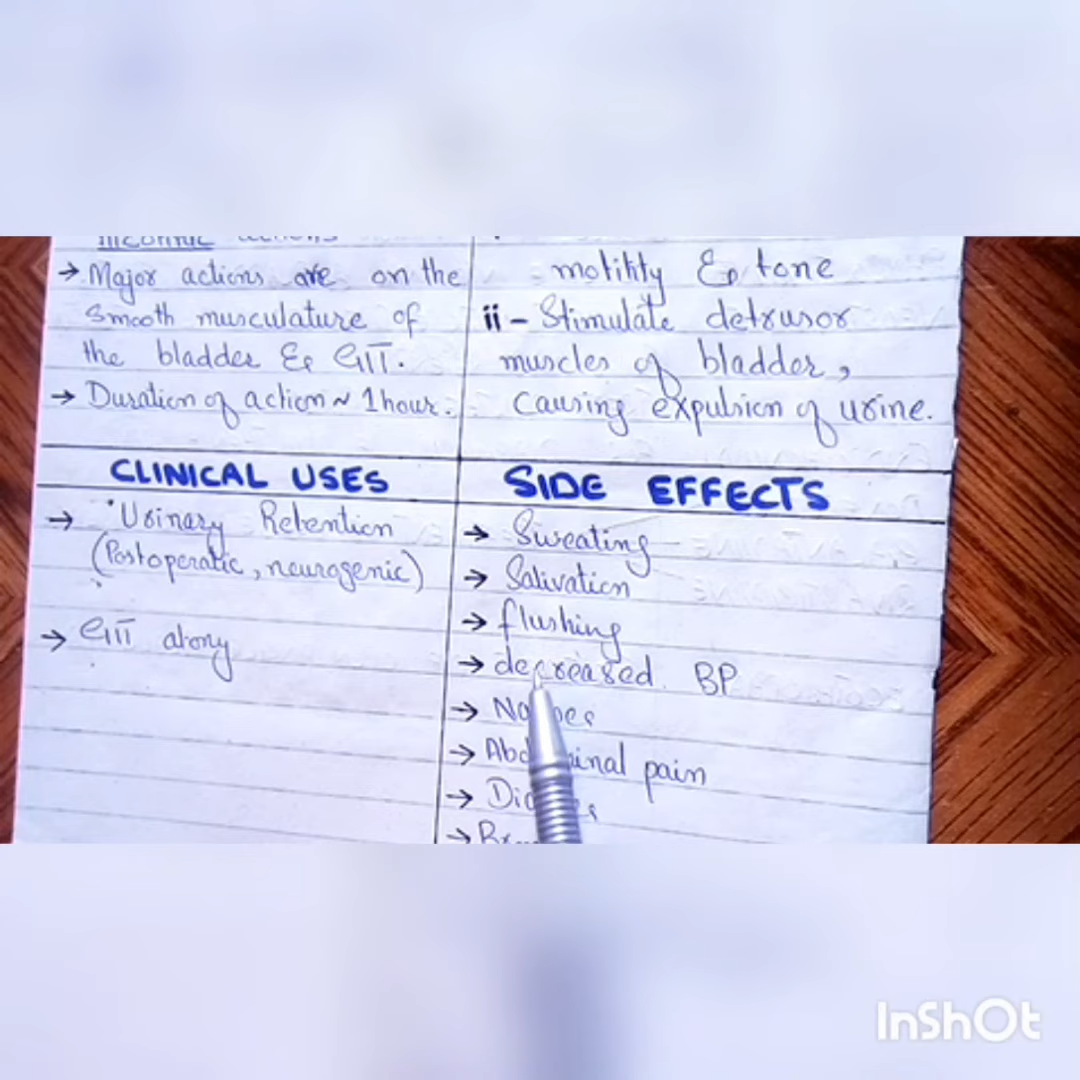 → Major actions are on the
smooth musculature of
the bladder & GIT.
→ Duration of action ~ 1 hour.
motility & tone
ii - Stimulate detrusor
muscles of bladder,
causing expulsion of urine.
CLINICAL USES
→ Urinary Retention
(Postoperatic, neurogenic)
→ GIT atony
SIDE EFFECTS
→ Sweating
→ Salivation
→ flushing
→ decreased BP
→
→ pain
→
→
InShOt